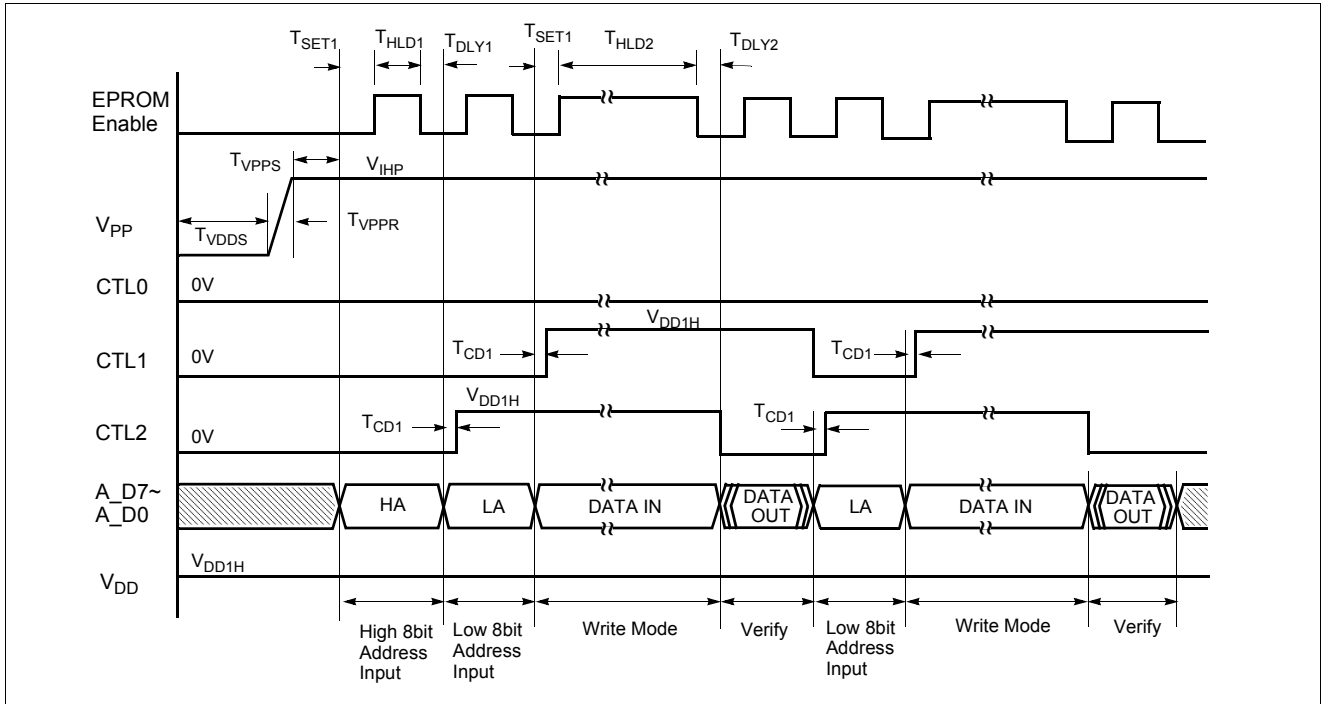 TSET1 THLD1 TDLY1 TSET1 THLD2 TDLY2
EPROM
Enable
TVPPS VIHP
VPP TVDDS TVPPR
CTL0 0V
VDD1H
CTL1 0V TCD1 TCD1
VDD1H
CTL2 0V TCD1 TCD1
A_D7~
A_D0
HA LA DATA IN DATA
OUT LA DATA IN DATA
OUT
VDD VDD1H
High 8bit
Address
Input
Low 8bit
Address
Input
Write Mode
Verify
Low 8bit
Address
Input
Write Mode
Verify